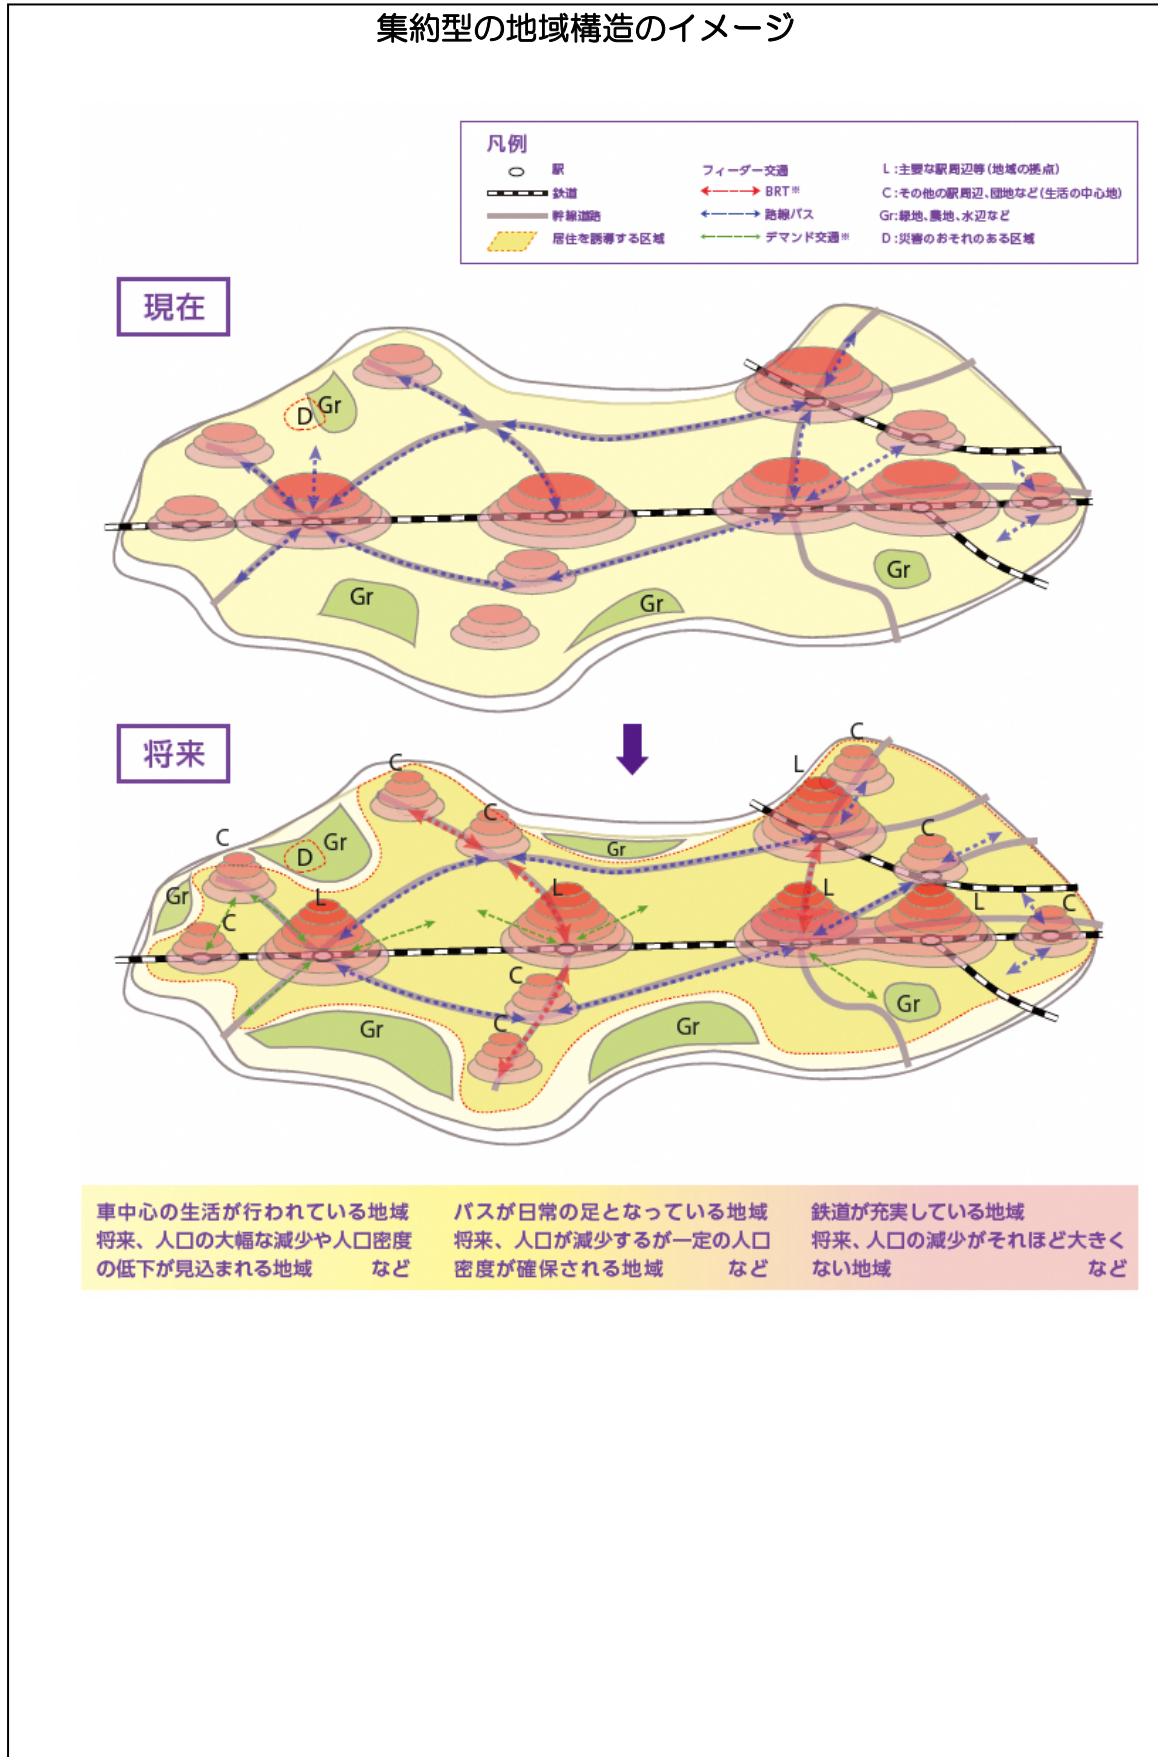 集約型の地域構造のイメージ
凡例
駅
鉄道
幹線道路
居住を誘導する区域
フィーダー交通
BRT※
路線バス
デマンド交通※
L:主要な駅周辺等(地域の拠点)
C:その他の駅周辺、団地など(生活の中心地)
Gr:緑地、農地、水辺など
D:災害のおそれのある区域
現在
D
Gr
Gr
Gr
Gr
将来
C
C
L
C
C
Gr
D
Gr
Gr
C
L
C
L
L
L
C
C
C
Gr
Gr
Gr
車中心の生活が行われている地域
将来、人口の大幅な減少や人口密度
の低下が見込まれる地域 など
バスが日常の足となっている地域
将来、人口が減少するが一定の人口
密度が確保される地域 など
鉄道が充実している地域
将来、人口の減少がそれほど大きく
ない地域 など